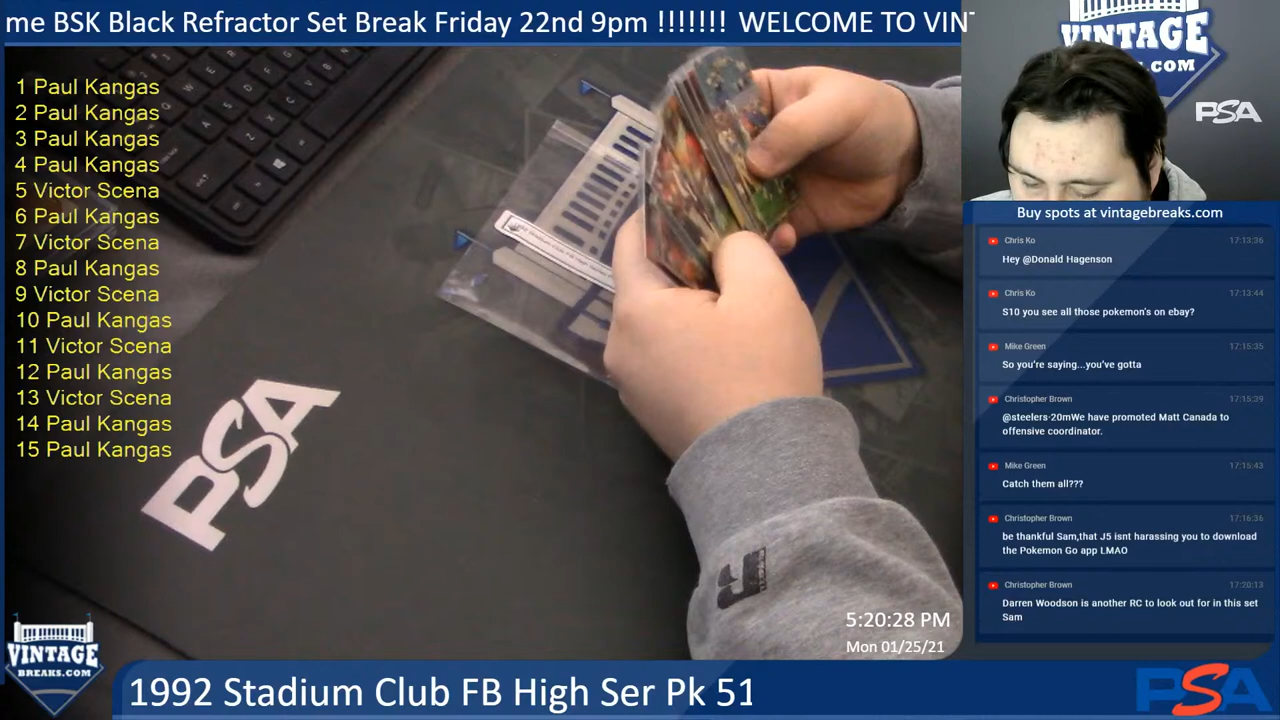 me BSK Black Refractor Set Break Friday 22nd 9pm !!!!!!! WELCOME TO VIN
VINTAGE
.COM
PSA
1 Paul Kangas
2 Paul Kangas
3 Paul Kangas
4 Paul Kangas
5 Victor Scena
6 Paul Kangas
7 Victor Scena
8 Paul Kangas
9 Victor Scena
10 Paul Kangas
11 Victor Scena
12 Paul Kangas
13 Victor Scena
14 Paul Kangas
15 Paul Kangas
PSA
Buy spots at vintagebreaks.com
Chris Ko 17:13:36
Hey @Donald Hagenson
Chris Ko 17:13:44
S10 you see all those pokemon's on ebay?
Mike Green 17:15:35
So you're saying...you've gotta
Christopher Brown 17:15:39
@steelers-20mWe have promoted Matt Canada to
offensive coordinator.
Mike Green 17:15:43
Catch them all???
Christopher Brown 17:16:36
be thankful Sam,that J5 isnt harassing you to download
the Pokemon Go app LMAO
Christopher Brown 17:20:13
Darren Woodson is another RC to look out for in this set
Sam
5:20:28 PM
Mon 01/25/21
VINTAGE
BREAKS.COM
1992 Stadium Club FB High Ser Pk 51
PSA